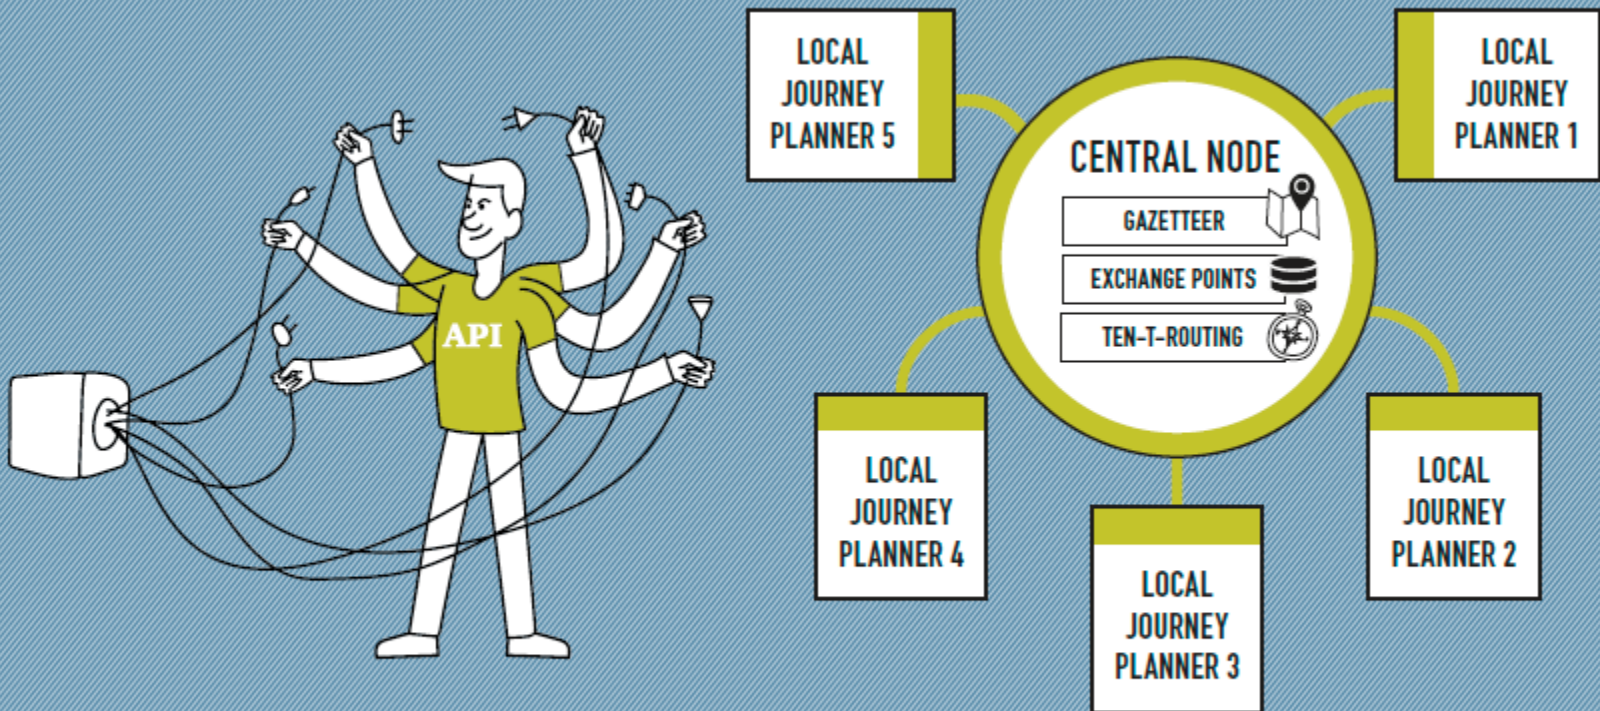 API
LOCAL
JOURNEY
PLANNER 5
LOCAL
JOURNEY
PLANNER 1
CENTRAL NODE
GAZETTEER
EXCHANGE POINTS
TEN-T-ROUTING
LOCAL
JOURNEY
PLANNER 4
LOCAL
JOURNEY
PLANNER 3
LOCAL
JOURNEY
PLANNER 2